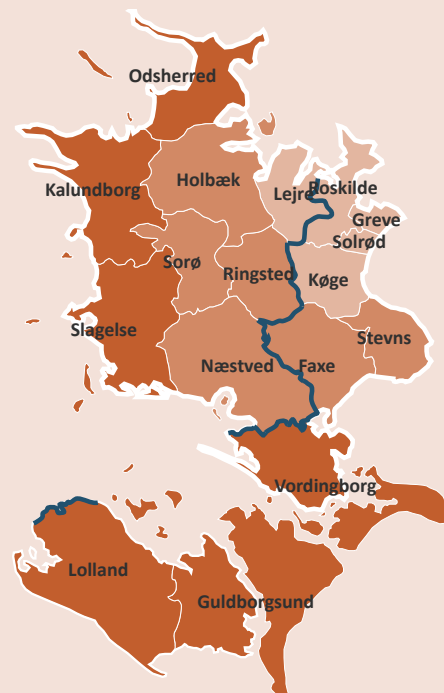 Odsherred
Holbæk
Kalundborg
Lejre
Roskilde
Greve
Solrød
Sorø
Ringsted
Køge
Slagelse
Stevns
Næstved
Faxe
Vordingborg
Lolland
Guldborgsund